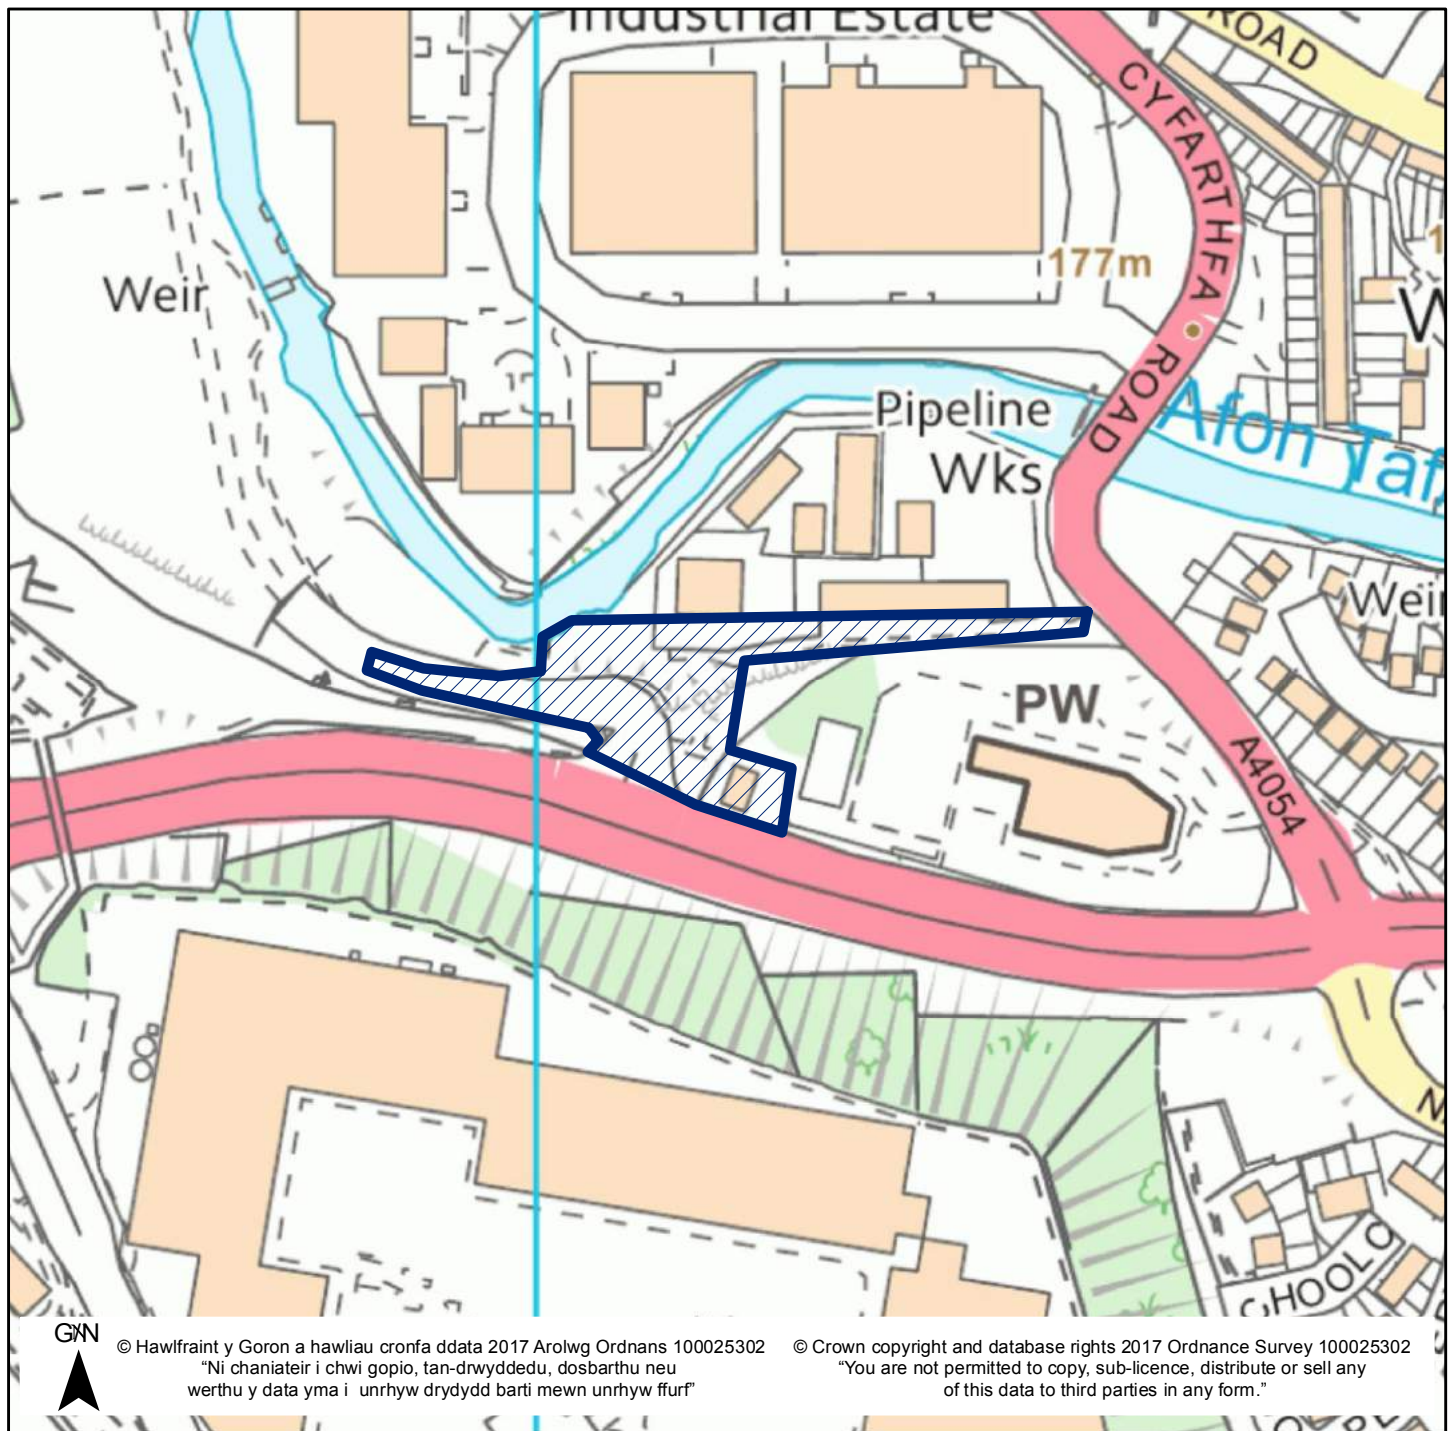 Industrial Estate
ROAD
CYFARTHFA ROAD
177m
Weir
Pipeline
Wks
Afon Taf
Weir
PW
A4054
© Hawlfraint y Goron a hawliau cronfa ddata 2017 Arolwg Ordnans 100025302
“Ni chaniateir i chwi gopio, tan-drwyddedu, dosbarthu neu
werthu y data yma i unrhyw drydydd barti mewn unrhyw ffurf”
© Crown copyright and database rights 2017 Ordnance Survey 100025302
“You are not permitted to copy, sub-licence, distribute or sell any
of this data to third parties in any form.”